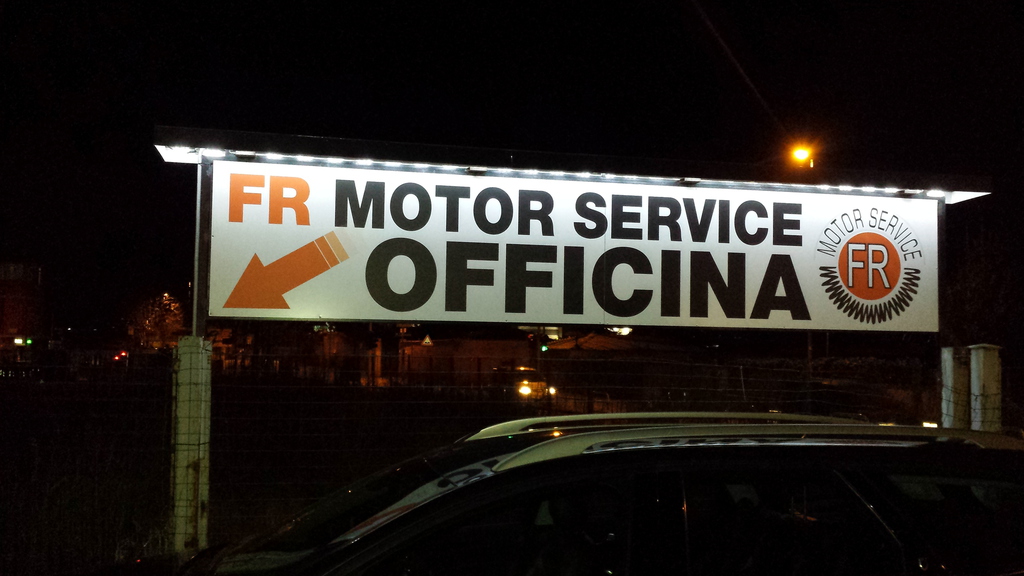 FR MOTOR SERVICE
OFFICINA
MOTOR SERVICE
FR